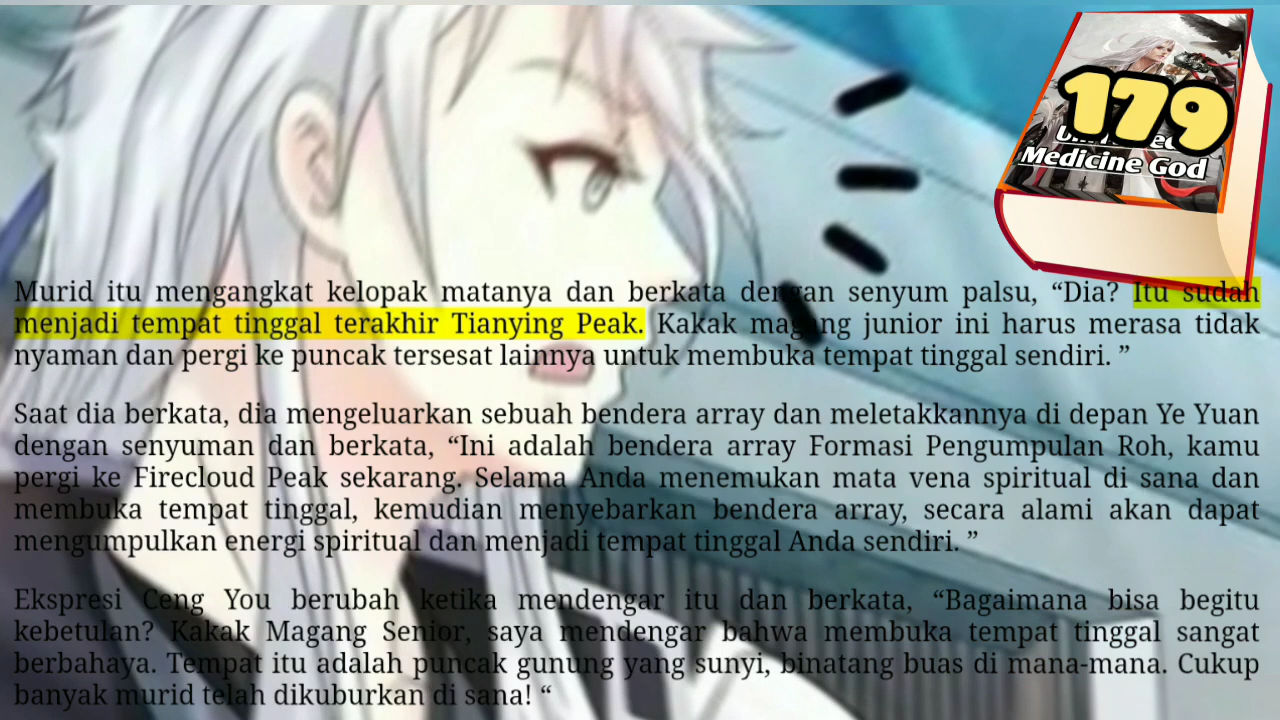 179
Medicine God
Murid itu mengangkat kelopak matanya dan berkata dengan senyum palsu, “Dia? Itu sudah
menjadi tempat tinggal terakhir Tianying Peak. Kakak magang junior ini harus merasa tidak
nyaman dan pergi ke puncak tersesat lainnya untuk membuka tempat tinggal sendiri. ”
Saat dia berkata, dia mengeluarkan sebuah bendera array dan meletakkannya di depan Ye Yuan
dengan senyuman dan berkata, “Ini adalah bendera array Formasi Pengumpulan Roh, kamu
pergi ke Firecloud Peak sekarang. Selama Anda menemukan mata vena spiritual di sana dan
membuka tempat tinggal, kemudian menyebarkan bendera array, secara alami akan dapat
mengumpulkan energi spiritual dan menjadi tempat tinggal Anda sendiri. ”
Ekspresi Ceng You berubah ketika mendengar itu dan berkata, “Bagaimana bisa begitu
kebetulan? Kakak Magang Senior, saya mendengar bahwa membuka tempat tinggal sangat
berbahaya. Tempat itu adalah puncak gunung yang sunyi, binatang buas di mana-mana. Cukup
banyak murid telah dikuburkan di sana! “